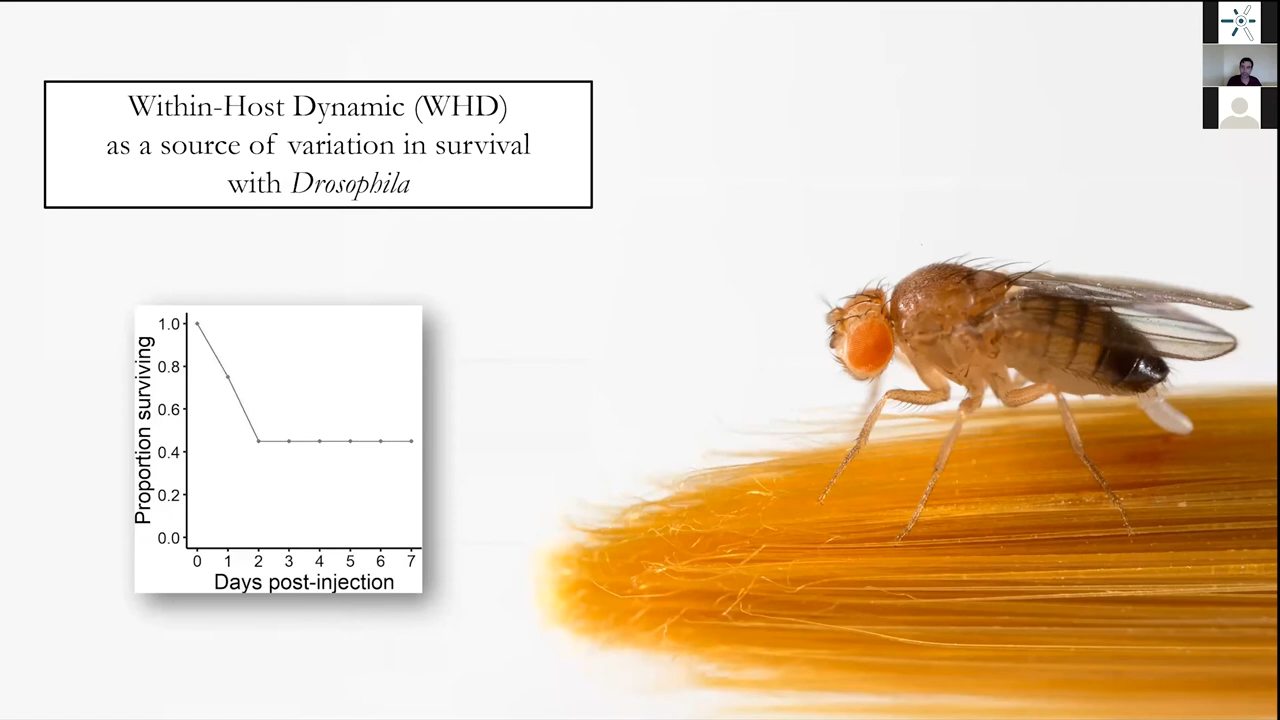 Within-Host Dynamic (WHD)
as a source of variation in survival
with Drosophila
Proportion surviving
1.0
0.8
0.6
0.4
0.2
0.0
0 1 2 3 4 5 6 7
Days post-injection